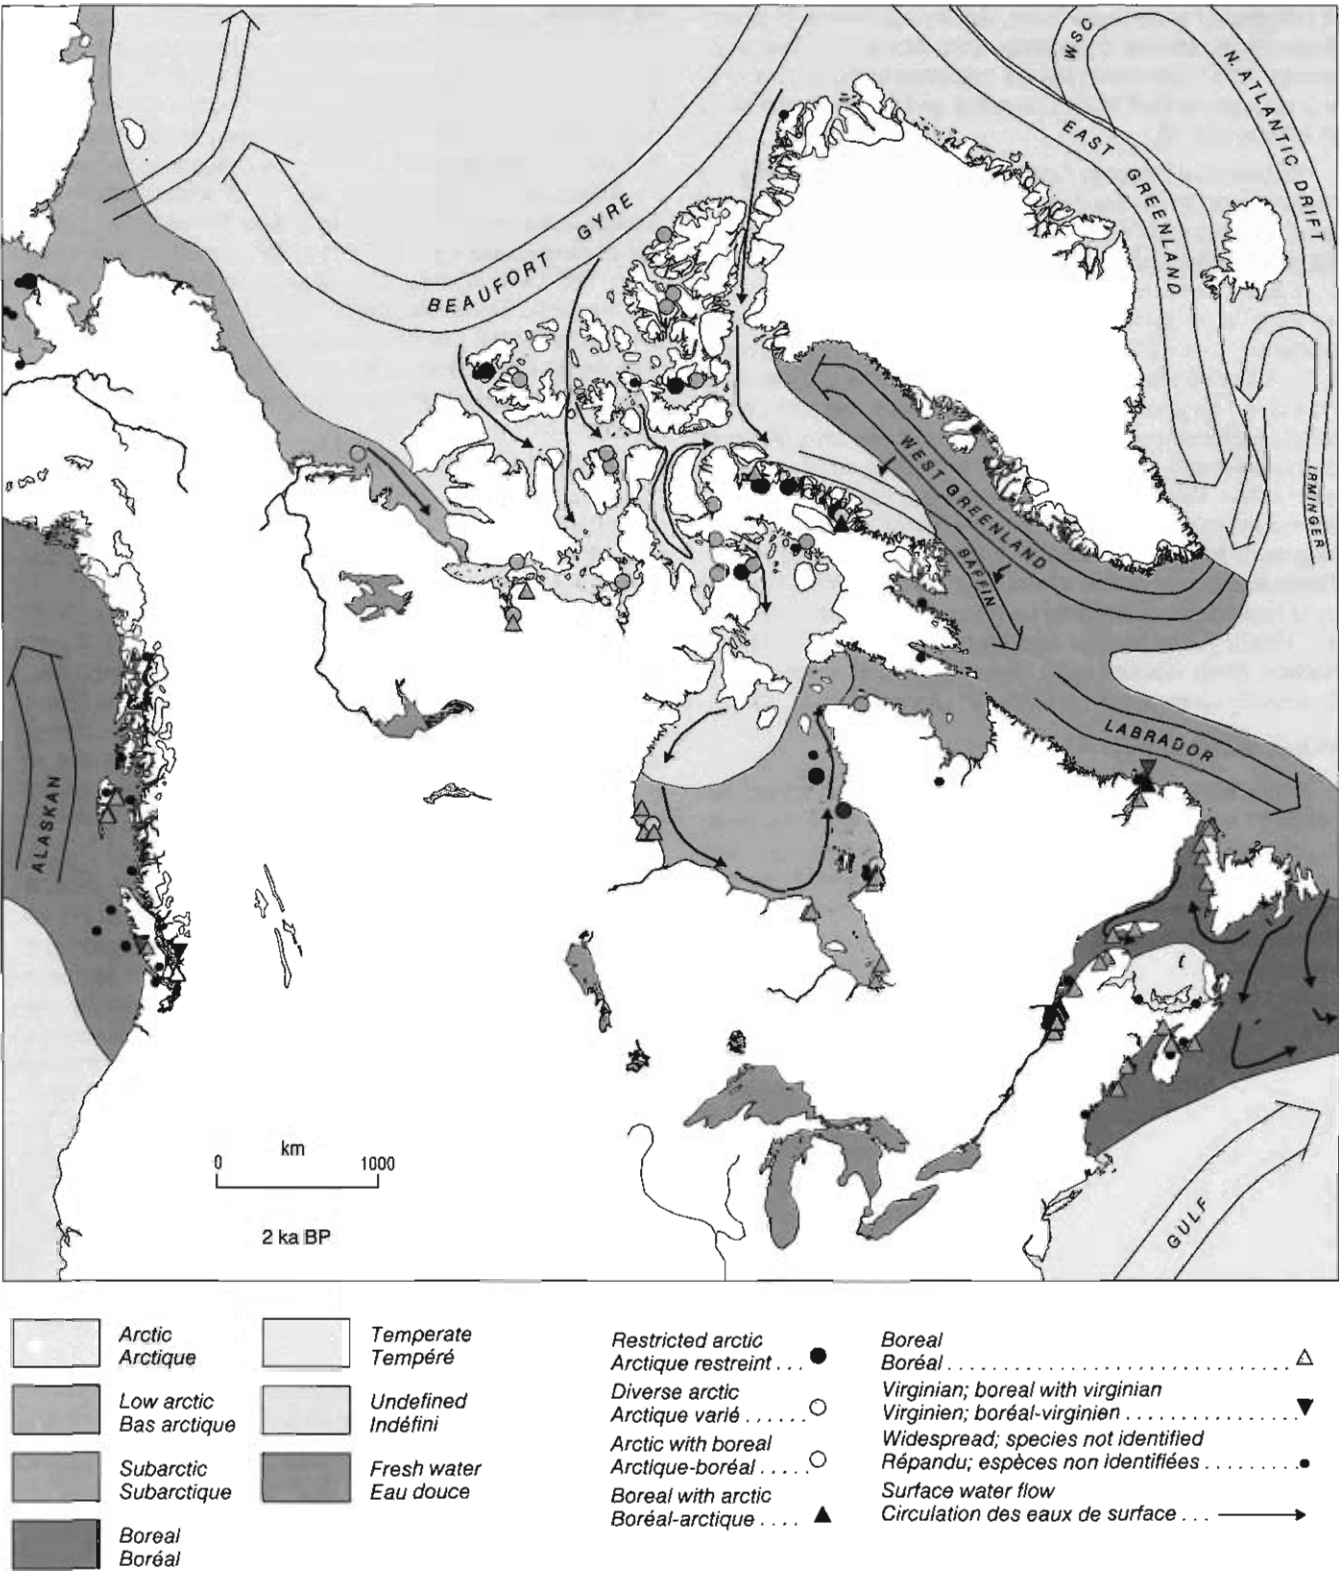 WSC
N. ATLANTIC DRIFT
EAST GREENLAND
BEAUFORT GYRE
WEST GREENLAND
IRMINGER
BAFFIN
LABRADOR
ALASKAN
GULF
km
0 1000
2 ka BP
Arctic
Arctique
Low arctic
Bas arctique
Subarctic
Subarctique
Boreal
Boréal
Temperate
Tempéré
Undefined
Indéfini
Fresh water
Eau douce
Restricted arctic
Arctique restreint . . . .
Diverse arctic
Arctique varié . . . . . .
Arctic with boreal
Arctique-boréal . . . . .
Boreal with arctic
Boréal-arctique . . . .
Boreal
Boréal . . . . . . . . . . . . . . . . . . . . . . . . . . . . . .
Virginian; boreal with virginian
Virginien; boréal-virginien . . . . . . . . . . . . . . .
Widespread; species not identified
Répandu; espèces non identifiées . . . . . . . .
Surface water flow
Circulation des eaux de surface . . .